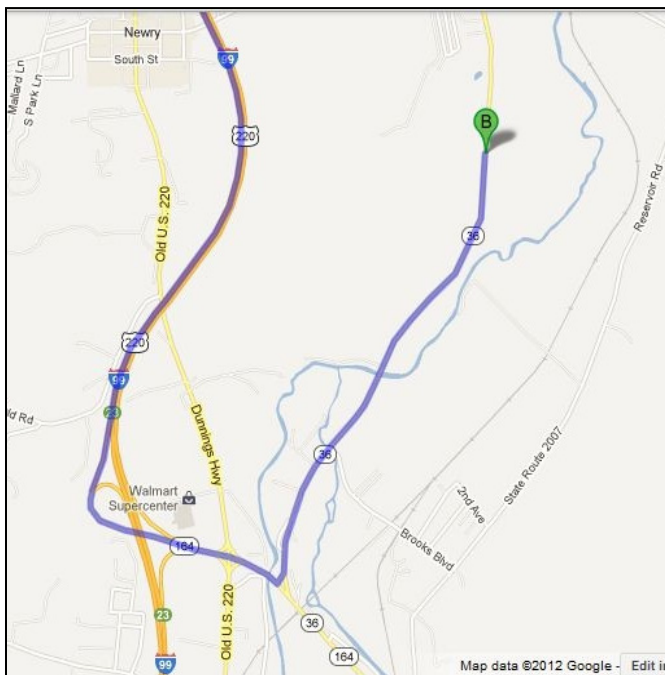 Newry
South St
Mallard Ln
S Park Ln
99
220
B
Old U.S. 220
Reservoir Rd
36
220
99
23
ld Rd
Dunnings Hwy
36
State Route 2007
Walmart
Supercenter
2nd Ave
Brooks Blvd
164
Old U.S. 220
23
36
164
99
Map data ©2012 Google -
Edit in